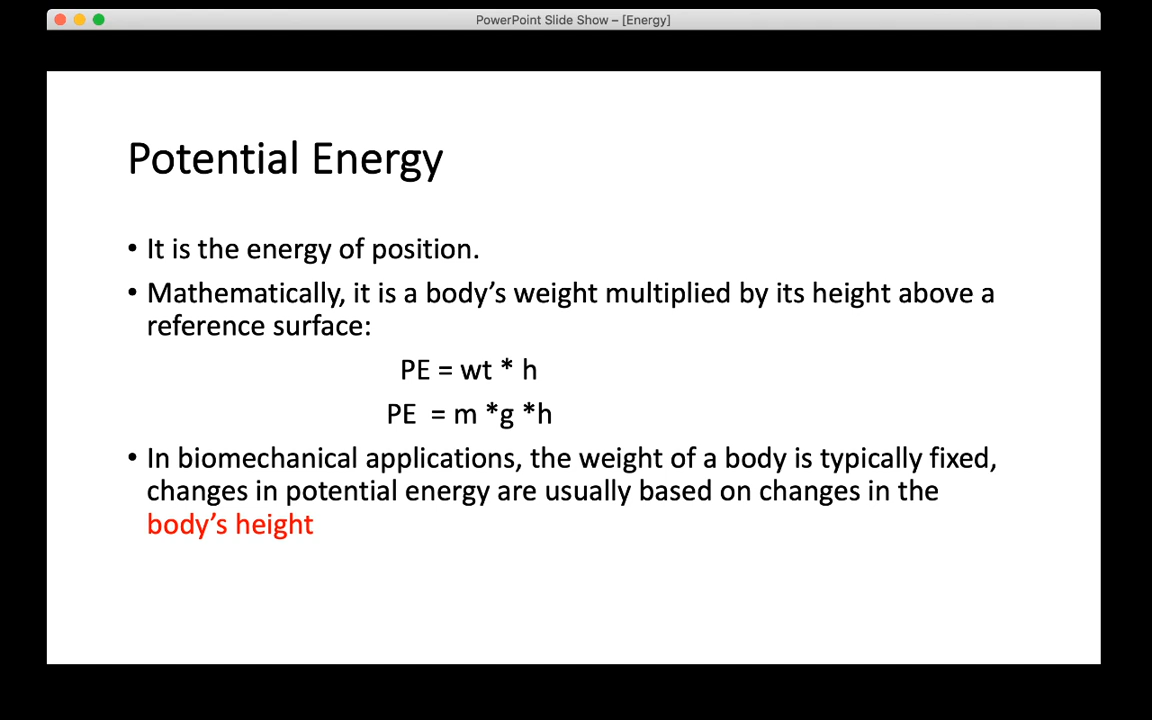 PowerPoint Slide Show – [Energy]
Potential Energy
• It is the energy of position.
• Mathematically, it is a body’s weight multiplied by its height above a
reference surface:
PE = wt * h
PE = m *g *h
• In biomechanical applications, the weight of a body is typically fixed,
changes in potential energy are usually based on changes in the
body’s height